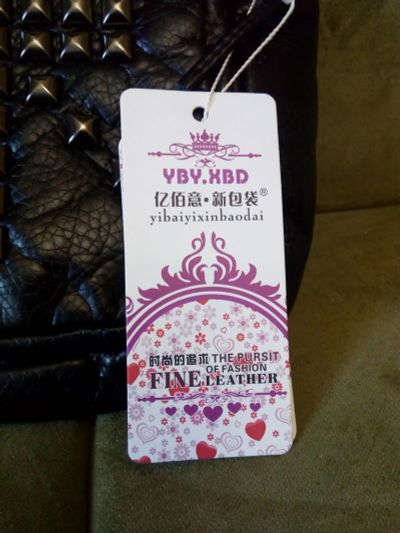 YBY.XBD
亿佰意·新包袋®
yibaiyixinbaodai
时尚的追求 THE PURSIT
OF FASHION
FINE LEATHER